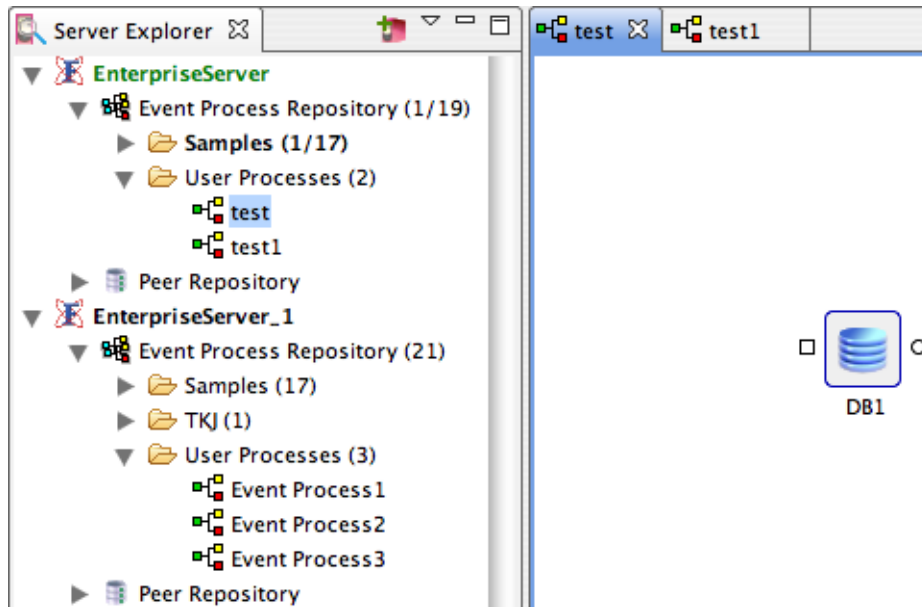 Server Explorer
test
test1
EnterpriseServer
Event Process Repository (1/19)
Samples (1/17)
User Processes (2)
test
test1
Peer Repository
EnterpriseServer_1
Event Process Repository (21)
Samples (17)
TKJ (1)
User Processes (3)
Event Process1
Event Process2
Event Process3
Peer Repository
DB1